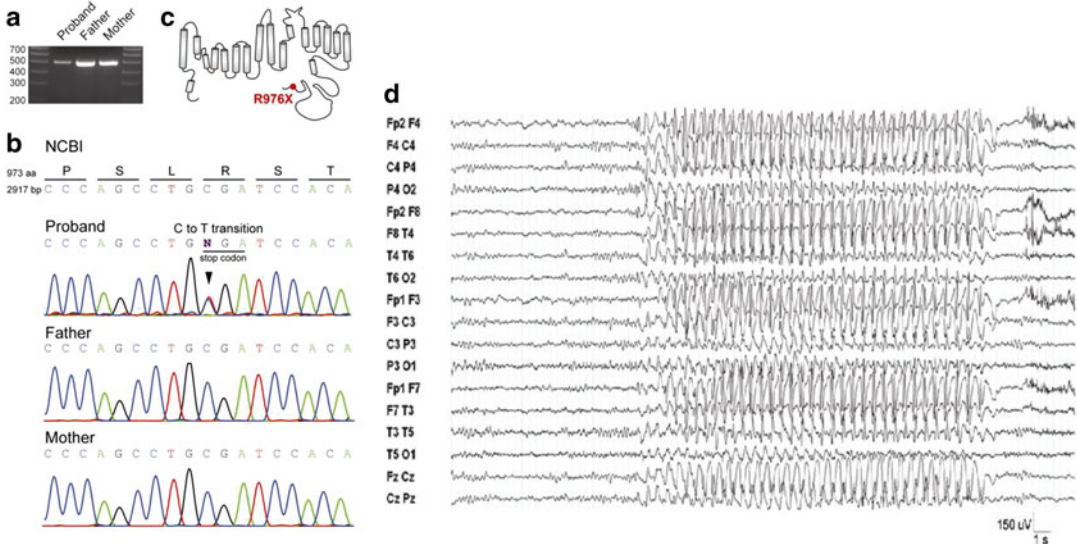 a
Proband
Father
Mother
700
500
400
300
200
c
R976X
b
NCBI
973 aa
P S L R S T
2917 bp
C C C A G C C T G C G A T C C A C A
Proband
C to T transition
C C C A G C C T G N G A T C C A C A
stop codon
Father
C C C A G C C T G C G A T C C A C A
Mother
C C C A G C C T G C G A T C C A C A
d
Fp2 F4
F4 C4
C4 P4
P4 O2
Fp2 F8
F8 T4
T4 T6
T6 O2
Fp1 F3
F3 C3
C3 P3
P3 O1
Fp1 F7
F7 T3
T3 T5
T5 O1
Fz Cz
Cz Pz
150 uV
1 s